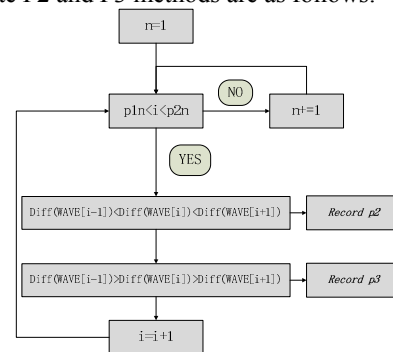 te P2 and P3 methods are as follows:
n=1
p1n<i<p2n
NO
n+=1
YES
Diff(WAVE[i-1])<Diff(WAVE[i])<Diff(WAVE[i+1])
Record p2
Diff(WAVE[i-1])>Diff(WAVE[i])>Diff(WAVE[i+1])
Record p3
i=i+1